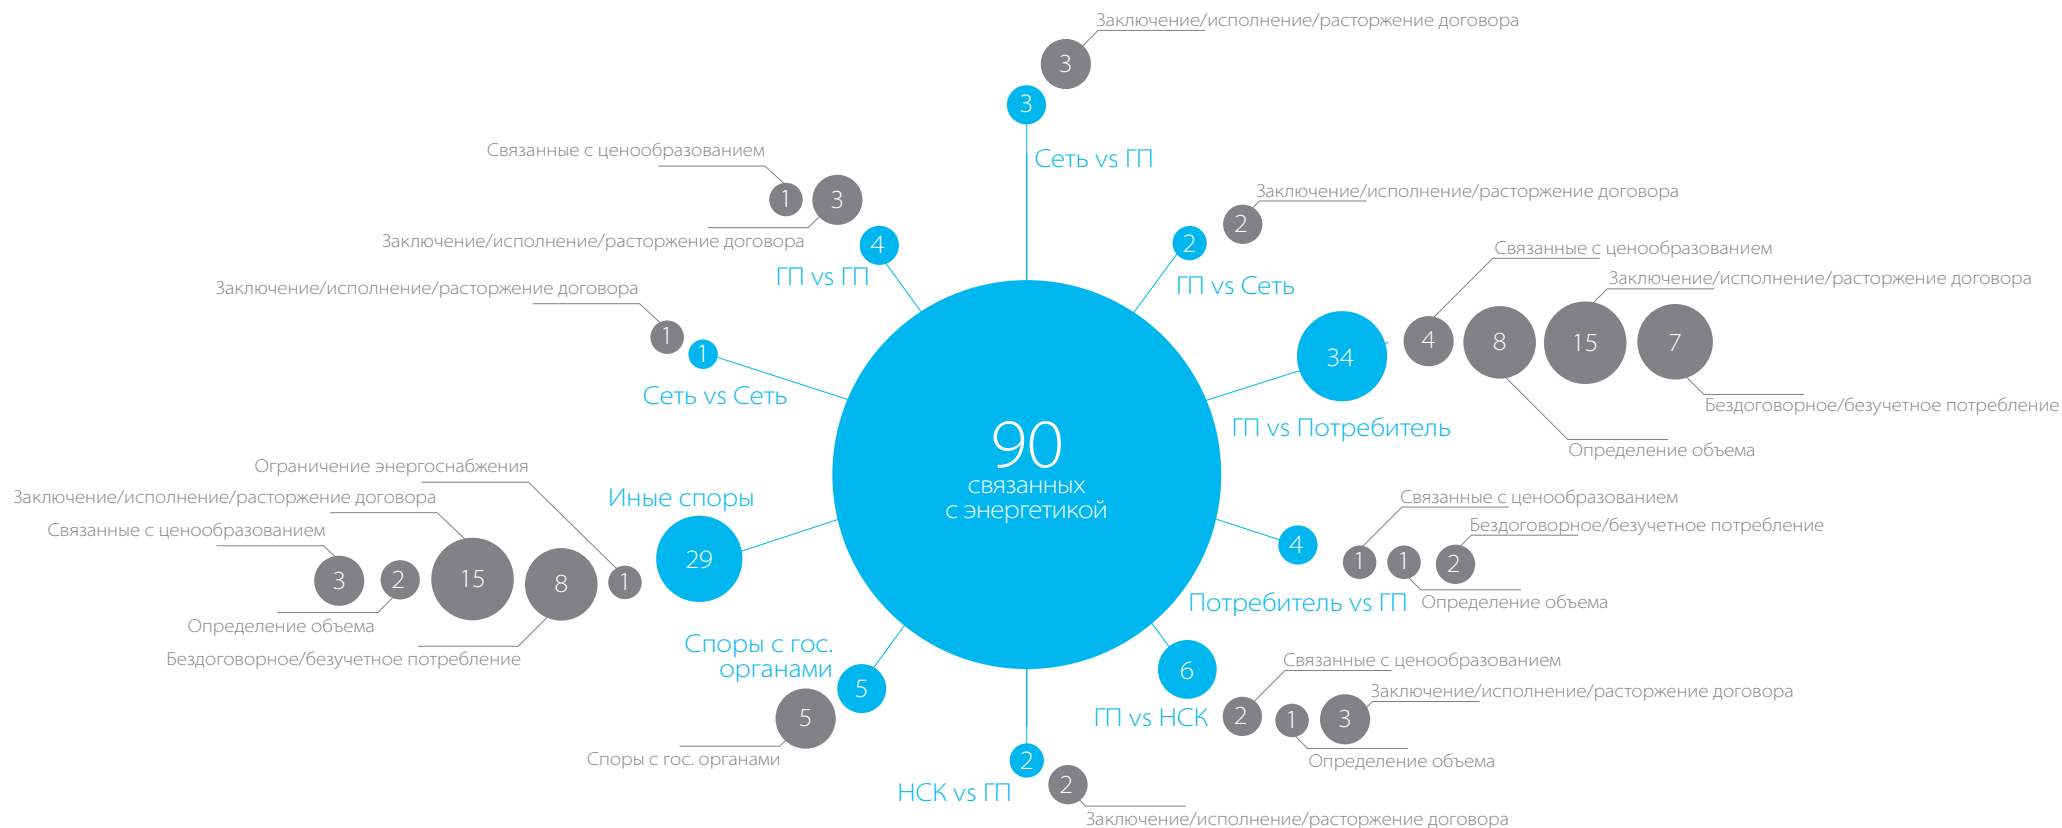 Заключение/исполнение/расторжение договора
3
3
Сеть vs ГП
Связанные с ценообразованием
1
3
Заключение/исполнение/расторжение договора
4
ГП vs ГП
Заключение/исполнение/расторжение договора
2
2
ГП vs Сеть
Заключение/исполнение/расторжение договора
1
1
Сеть vs Сеть
Связанные с ценообразованием
Заключение/исполнение/расторжение договора
34
4
8
15
7
Бездоговорное/безучетное потребление
ГП vs Потребитель
Определение объема
90
связанных
с энергетикой
Ограничение энергоснабжения
Заключение/исполнение/расторжение договора
Связанные с ценообразованием
Иные споры
29
3
2
15
8
1
Определение объема
Бездоговорное/безучетное потребление
Связанные с ценообразованием
Бездоговорное/безучетное потребление
4
1
1
2
Потребитель vs ГП
Определение объема
Споры с гос.
органами
5
5
Споры с гос. органами
6
ГП vs НСК
Связанные с ценообразованием
Заключение/исполнение/расторжение договора
2
1
3
Определение объема
2
2
НСК vs ГП
Заключение/исполнение/расторжение договора